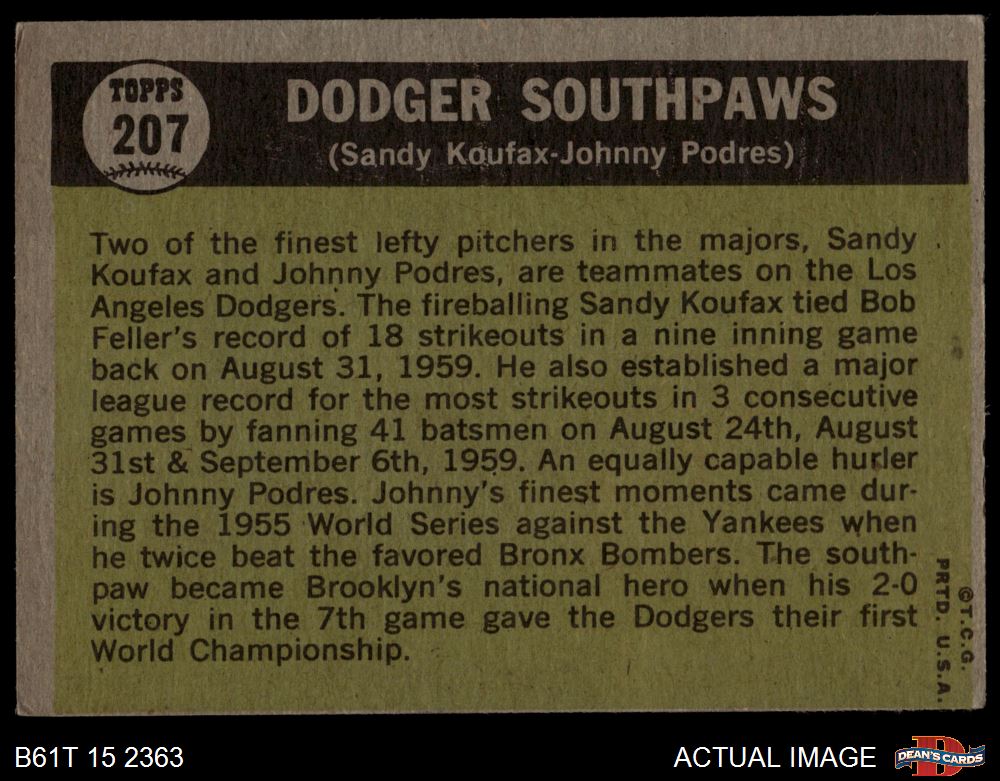 TOPPS
207
DODGER SOUTHPAWS
(Sandy Koufax-Johnny Podres)
Two of the finest lefty pitchers in the majors, Sandy
Koufax and Johnny Podres, are teammates on the Los
Angeles Dodgers. The fireballing Sandy Koufax tied Bob
Feller's record of 18 strikeouts in a nine inning game
back on August 31, 1959. He also established a major
league record for the most strikeouts in 3 consecutive
games by fanning 41 batsmen on August 24th, August
31st & September 6th, 1959. An equally capable hurler
is Johnny Podres. Johnny's finest moments came dur-
ing the 1955 World Series against the Yankees when
he twice beat the favored Bronx Bombers. The south-
paw became Brooklyn's national hero when his 2-0
victory in the 7th game gave the Dodgers their first
World Championship.
©T.C.G.
PRTD. U.S.A.
B61T 15 2363
ACTUAL IMAGE
D
DEAN'S CARDS